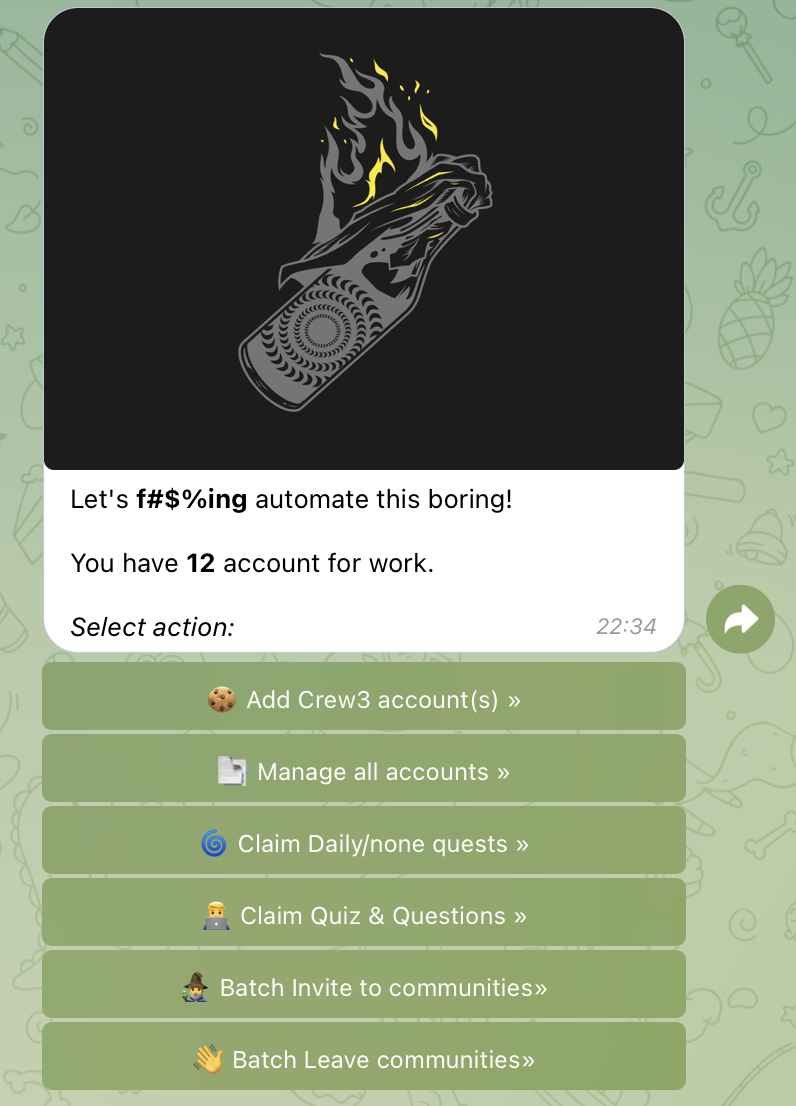 Let's f#$%ing automate this boring!
You have 12 account for work.
Select action:
22:34
🍪 Add Crew3 account(s) »
📑 Manage all accounts »
🌀 Claim Daily/none quests »
👨‍💻 Claim Quiz & Questions »
🧙‍♂️ Batch Invite to communities»
👋 Batch Leave communities»